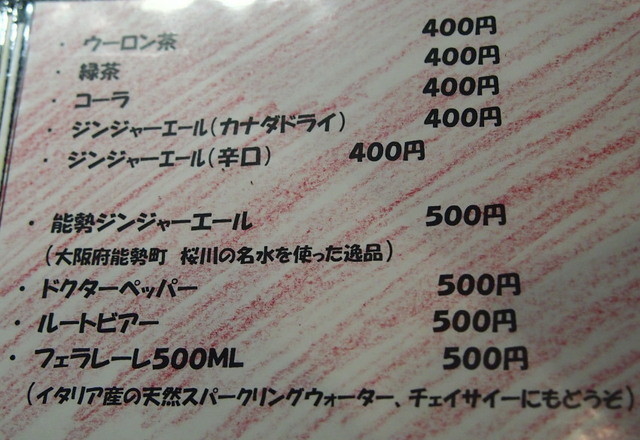 ・ウーロン茶 400円
・緑茶 400円
・コーラ 400円
・ジンジャーエール(カナダドライ) 400円
・ジンジャーエール(辛口) 400円
・能勢ジンジャーエール 500円
(大阪府能勢町 桜川の名水を使った逸品)
・ドクターペッパー 500円
・ルートビアー 500円
・フェラレーレ500ML 500円
(イタリア産の天然スパークリングウォーター、チェイサイーにもどうぞ)